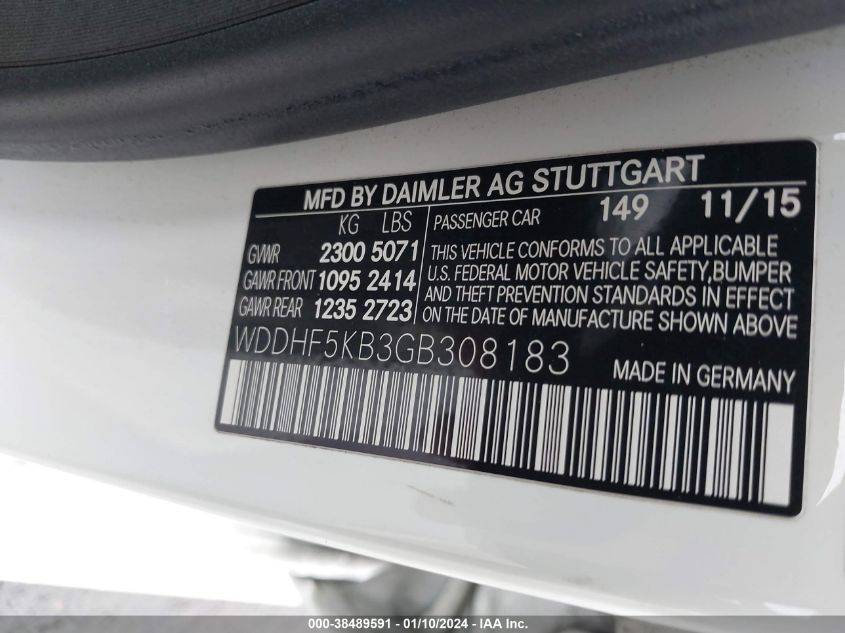 MFD BY DAIMLER AG STUTTGART
KG LBS
GVWR 2300 5071
GAWR FRONT 1095 2414
GAWR REAR 1235 2723
PASSENGER CAR 149 11/15
THIS VEHICLE CONFORMS TO ALL APPLICABLE
U.S. FEDERAL MOTOR VEHICLE SAFETY,BUMPER
AND THEFT PREVENTION STANDARDS IN EFFECT
ON THE DATE OF MANUFACTURE SHOWN ABOVE
WDDHF5KB3GB308183 MADE IN GERMANY
000-38489591 - 01/10/2024 - IAA Inc.